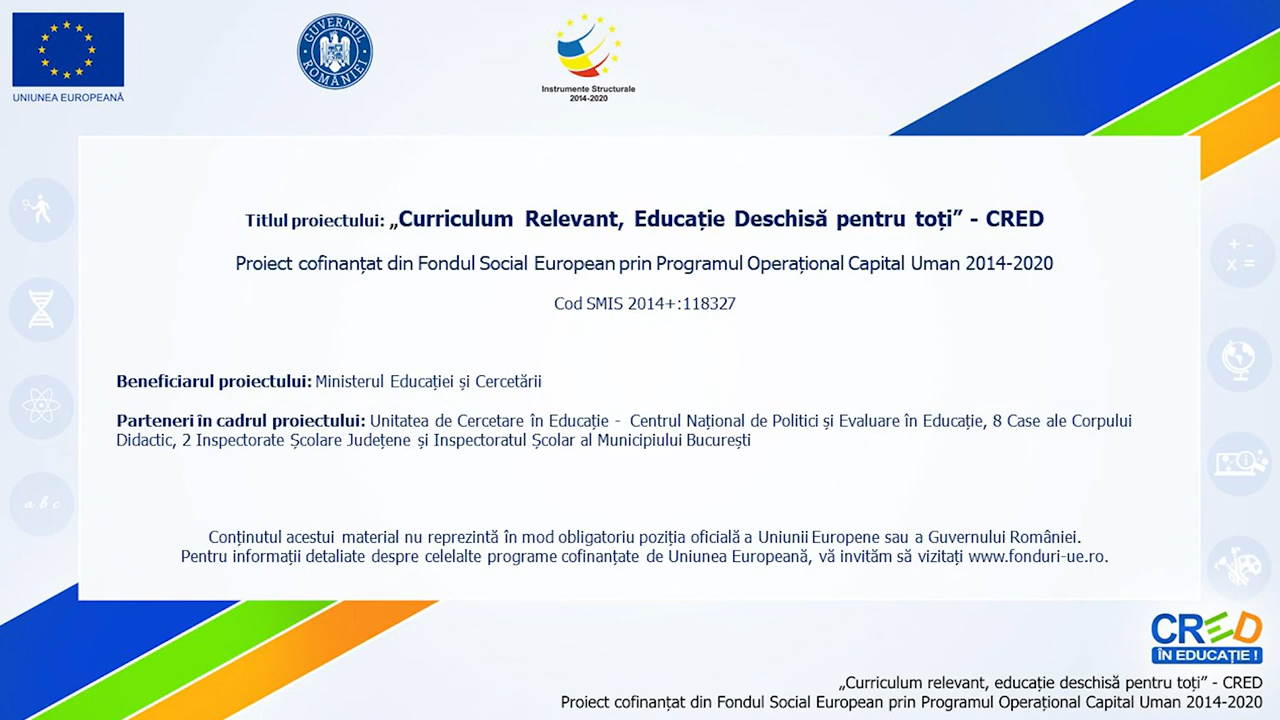 UNIUNEA EUROPEANĂ
GUVERNUL ROMÂNIEI
Instrumente Structurale
2014-2020
Titlul proiectului: „Curriculum Relevant, Educație Deschisă pentru toți” - CRED
Proiect cofinanțat din Fondul Social European prin Programul Operațional Capital Uman 2014-2020
Cod SMIS 2014+:118327
Beneficiarul proiectului: Ministerul Educației și Cercetării
Parteneri în cadrul proiectului: Unitatea de Cercetare în Educație - Centrul Național de Politici și Evaluare în Educație, 8 Case ale Corpului
Didactic, 2 Inspectorate Școlare Județene și Inspectoratul Școlar al Municipiului București
Conținutul acestui material nu reprezintă în mod obligatoriu poziția oficială a Uniunii Europene sau a Guvernului României.
Pentru informații detaliate despre celelalte programe cofinanțate de Uniunea Europeană, vă invităm să vizitați www.fonduri-ue.ro.
a b c
+ -
x =
CRED
ÎN EDUCAȚIE !
„Curriculum relevant, educație deschisă pentru toți” - CRED
Proiect cofinanțat din Fondul Social European prin Programul Operațional Capital Uman 2014-2020